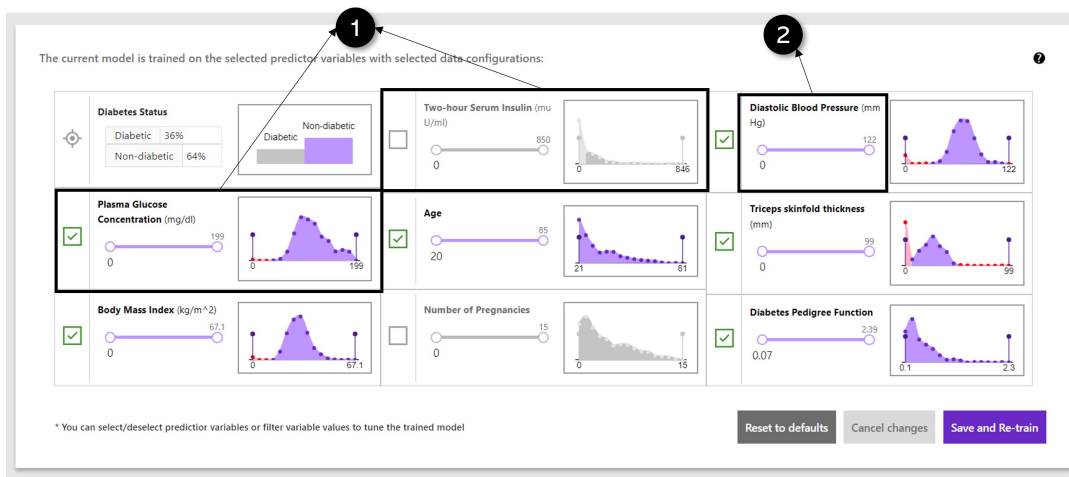 1
2
The current model is trained on the selected predictor variables with selected data configurations:
?
Diabetes Status
Diabetic 36%
Non-diabetic 64%
Diabetic
Non-diabetic
Two-hour Serum Insulin (mu
U/ml)
850
0
0 846
Diastolic Blood Pressure (mm
Hg)
122
0
0 122
Plasma Glucose
Concentration (mg/dl)
199
0
0 199
Age
85
20
21 81
Triceps skinfold thickness
(mm)
99
0
0 99
Body Mass Index (kg/m^2)
67.1
0
0 67.1
Number of Pregnancies
15
0
0 15
Diabetes Pedigree Function
2.39
0.07
0.1 2.3
* You can select/deselect predictior variables or filter variable values to tune the trained model
Reset to defaults
Cancel changes
Save and Re-train